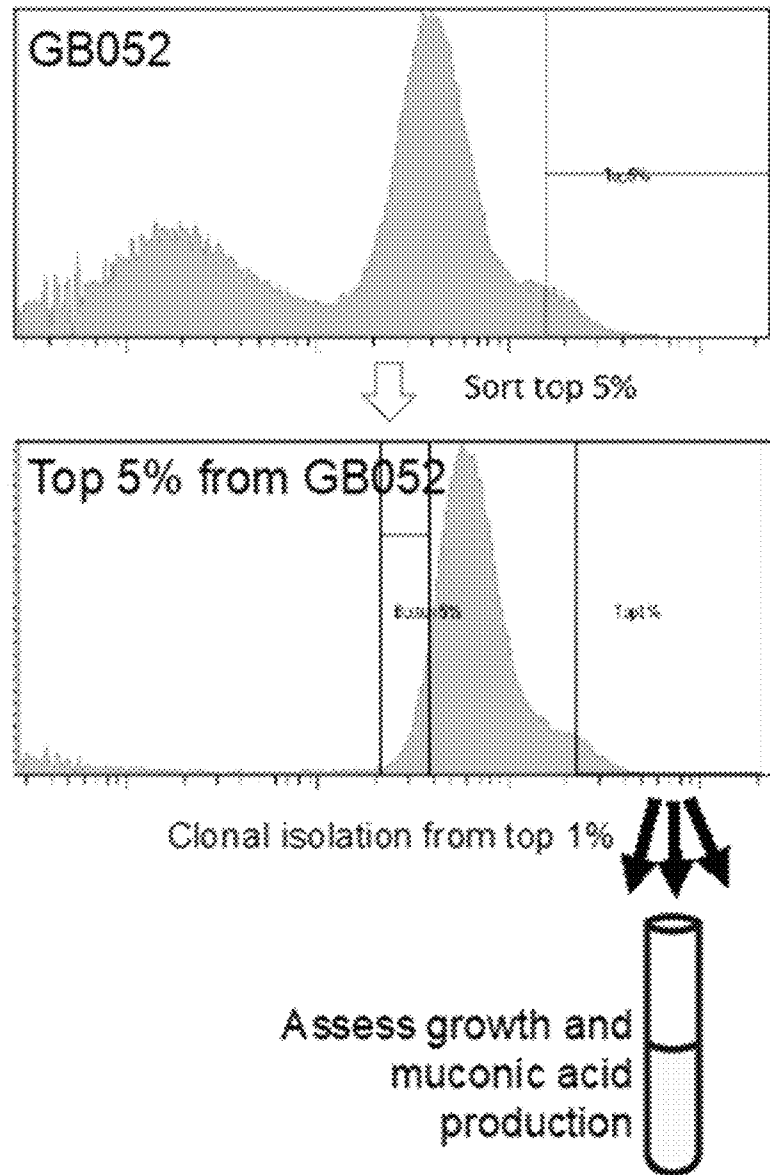 GB052
Sort top 5%
Top 5% from GB052
Top1%
Clonal isolation from top 1%
Assess growth and
muconic acid
production